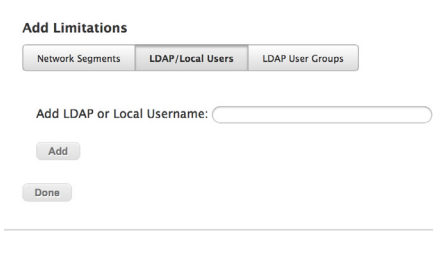 Add Limitations
Network Segments LDAP/Local Users LDAP User Groups
Add LDAP or Local Username:
Add
Done